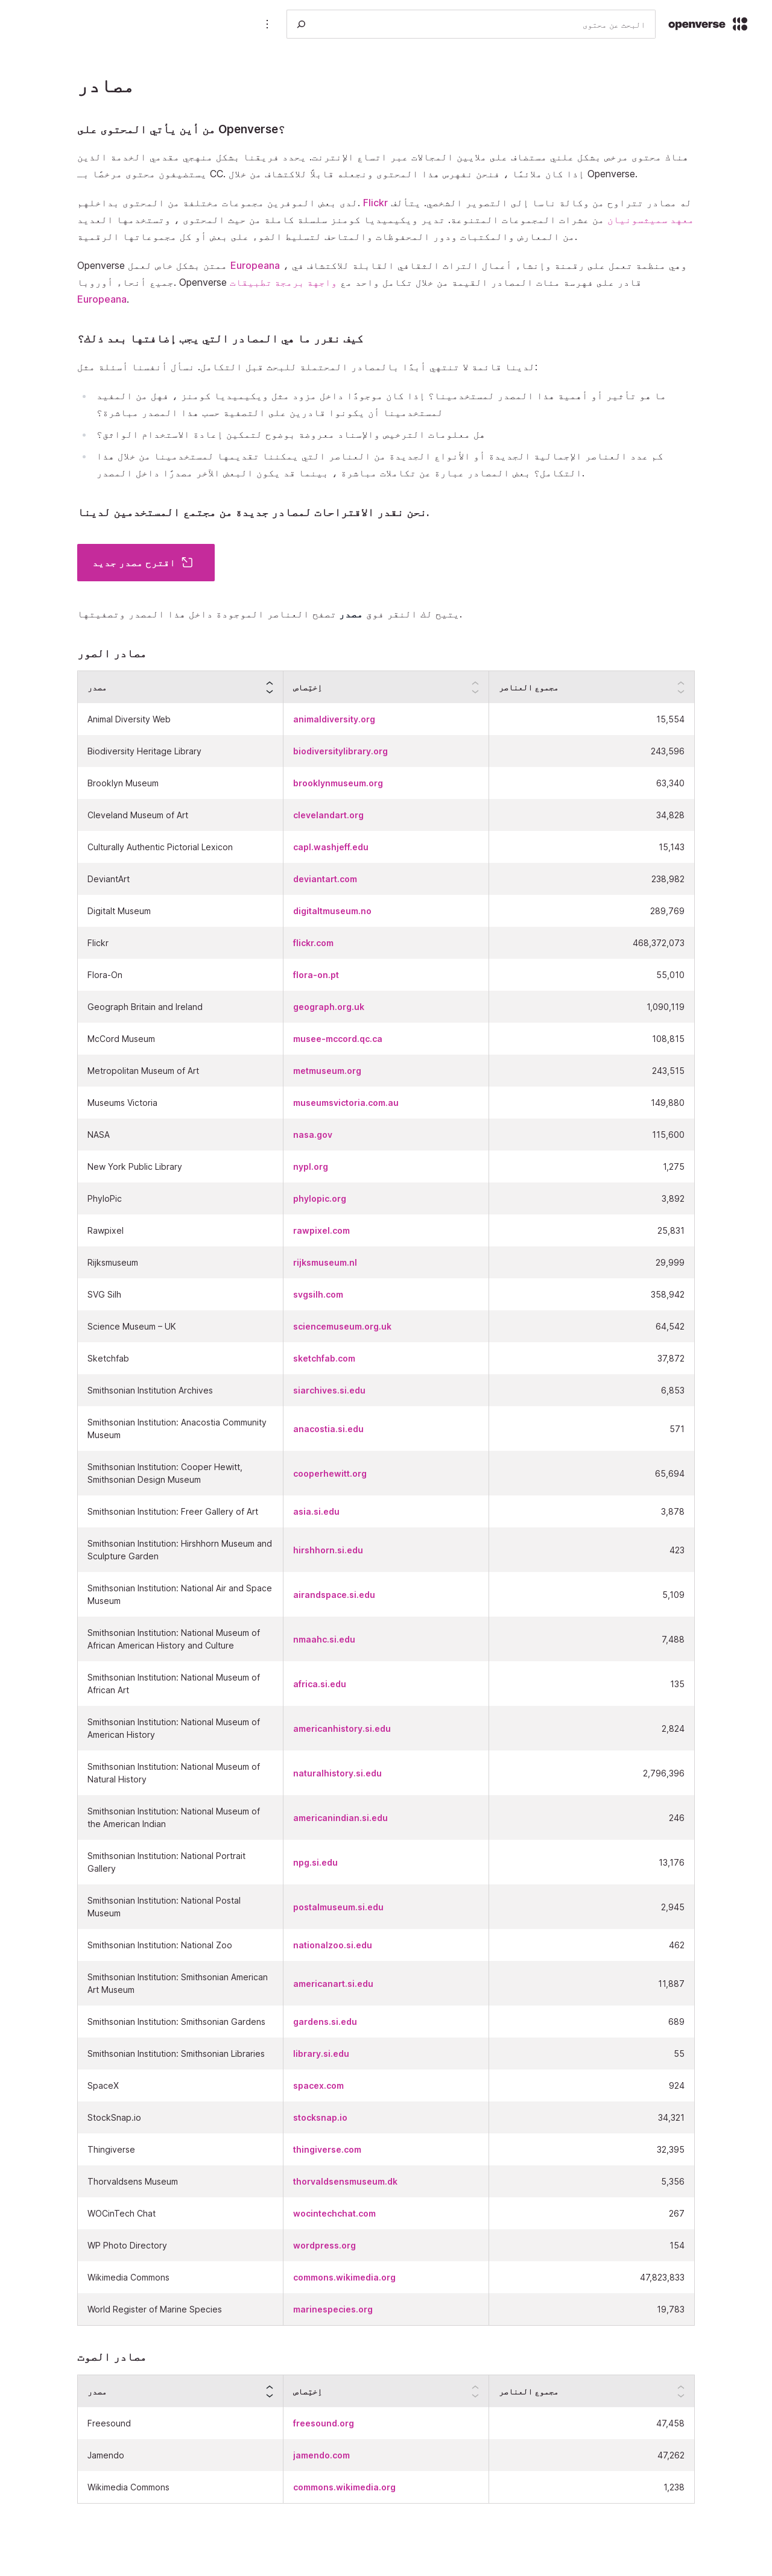 openverse
البحث عن محتوى
مصادر
من أين يأتي المحتوى على Openverse؟
هناك محتوى مرخص بشكل علني مستضاف على ملايين المجالات عبر اتساع الإنترنت. يحدد فريقنا بشكل منهجي مقدمي الخدمة الذين
يستضيفون محتوى مرخصًا بـ CC. إذا كان ملائمًا ، فنحن نفهرس هذا المحتوى ونجعله قابلاً للاكتشاف من خلال Openverse.
لدى بعض الموفرين مجموعات مختلفة من المحتوى بداخلهم. Flickr له مصادر تتراوح من وكالة ناسا إلى التصوير الشخصي. يتألف
معهد سميثسونيان من عشرات المجموعات المتنوعة. تدير ويكيميديا كومنز سلسلة كاملة من حيث المحتوى ، وتستخدمها العديد
من المعارض والمكتبات ودور المحفوظات والمتاحف لتسليط الضوء على بعض أو كل مجموعاتها الرقمية.
Openverse ممتن بشكل خاص لعمل Europeana ، وهي منظمة تعمل على رقمنة وإنشاء أعمال التراث الثقافي القابلة للاكتشاف في
جميع أنحاء أوروبا. Openverse قادر على فهرسة مئات المصادر القيمة من خلال تكامل واحد مع واجهة برمجة تطبيقات
Europeana.
كيف نقرر ما هي المصادر التي يجب إضافتها بعد ذلك؟
لدينا قائمة لا تنتهي أبدًا بالمصادر المحتملة للبحث قبل التكامل. نسأل أنفسنا أسئلة مثل:
ما هو تأثير أو أهمية هذا المصدر لمستخدمينا؟ إذا كان موجودًا داخل مزود مثل ويكيميديا كومنز ، فهل من المفيد
لمستخدمينا أن يكونوا قادرين على التصفية حسب هذا المصدر مباشرة؟
هل معلومات الترخيص والإسناد معروضة بوضوح لتمكين إعادة الاستخدام الواثق؟
كم عدد العناصر الإجمالية الجديدة أو الأنواع الجديدة من العناصر التي يمكننا تقديمها لمستخدمينا من خلال هذا
التكامل؟ بعض المصادر عبارة عن تكاملات مباشرة ، بينما قد يكون البعض الآخر مصدرًا داخل المصدر.
نحن نقدر الاقتراحات لمصادر جديدة من مجتمع المستخدمين لدينا.
اقترح مصدر جديد
يتيح لك النقر فوق مصدر تصفح العناصر الموجودة داخل هذا المصدر وتصفيتها.
مصادر الصور
مصدر إختِصاص مجموع العناصر
Animal Diversity Web animaldiversity.org 15,554
Biodiversity Heritage Library biodiversitylibrary.org 243,596
Brooklyn Museum brooklynmuseum.org 63,340
Cleveland Museum of Art clevelandart.org 34,828
Culturally Authentic Pictorial Lexicon capl.washjeff.edu 15,143
DeviantArt deviantart.com 238,982
Digitalt Museum digitaltmuseum.no 289,769
Flickr flickr.com 468,372,073
Flora-On flora-on.pt 55,010
Geograph Britain and Ireland geograph.org.uk 1,090,119
McCord Museum musee-mccord.qc.ca 108,815
Metropolitan Museum of Art metmuseum.org 243,515
Museums Victoria museumsvictoria.com.au 149,880
NASA nasa.gov 115,600
New York Public Library nypl.org 1,275
PhyloPic phylopic.org 3,892
Rawpixel rawpixel.com 25,831
Rijksmuseum rijksmuseum.nl 29,999
SVG Silh svgsilh.com 358,942
Science Museum – UK sciencemuseum.org.uk 64,542
Sketchfab sketchfab.com 37,872
Smithsonian Institution Archives siarchives.si.edu 6,853
Smithsonian Institution: Anacostia Community
Museum anacostia.si.edu 571
Smithsonian Institution: Cooper Hewitt,
Smithsonian Design Museum cooperhewitt.org 65,694
Smithsonian Institution: Freer Gallery of Art asia.si.edu 3,878
Smithsonian Institution: Hirshhorn Museum and
Sculpture Garden hirshhorn.si.edu 423
Smithsonian Institution: National Air and Space
Museum airandspace.si.edu 5,109
Smithsonian Institution: National Museum of
African American History and Culture nmaahc.si.edu 7,488
Smithsonian Institution: National Museum of
African Art africa.si.edu 135
Smithsonian Institution: National Museum of
American History americanhistory.si.edu 2,824
Smithsonian Institution: National Museum of
Natural History naturalhistory.si.edu 2,796,396
Smithsonian Institution: National Museum of
the American Indian americanindian.si.edu 246
Smithsonian Institution: National Portrait
Gallery npg.si.edu 13,176
Smithsonian Institution: National Postal
Museum postalmuseum.si.edu 2,945
Smithsonian Institution: National Zoo nationalzoo.si.edu 462
Smithsonian Institution: Smithsonian American
Art Museum americanart.si.edu 11,887
Smithsonian Institution: Smithsonian Gardens gardens.si.edu 689
Smithsonian Institution: Smithsonian Libraries library.si.edu 55
SpaceX spacex.com 924
StockSnap.io stocksnap.io 34,321
Thingiverse thingiverse.com 32,395
Thorvaldsens Museum thorvaldsensmuseum.dk 5,356
WOCinTech Chat wocintechchat.com 267
WP Photo Directory wordpress.org 154
Wikimedia Commons commons.wikimedia.org 47,823,833
World Register of Marine Species marinespecies.org 19,783
مصادر الصوت
مصدر إختِصاص مجموع العناصر
Freesound freesound.org 47,458
Jamendo jamendo.com 47,262
Wikimedia Commons commons.wikimedia.org 1,238